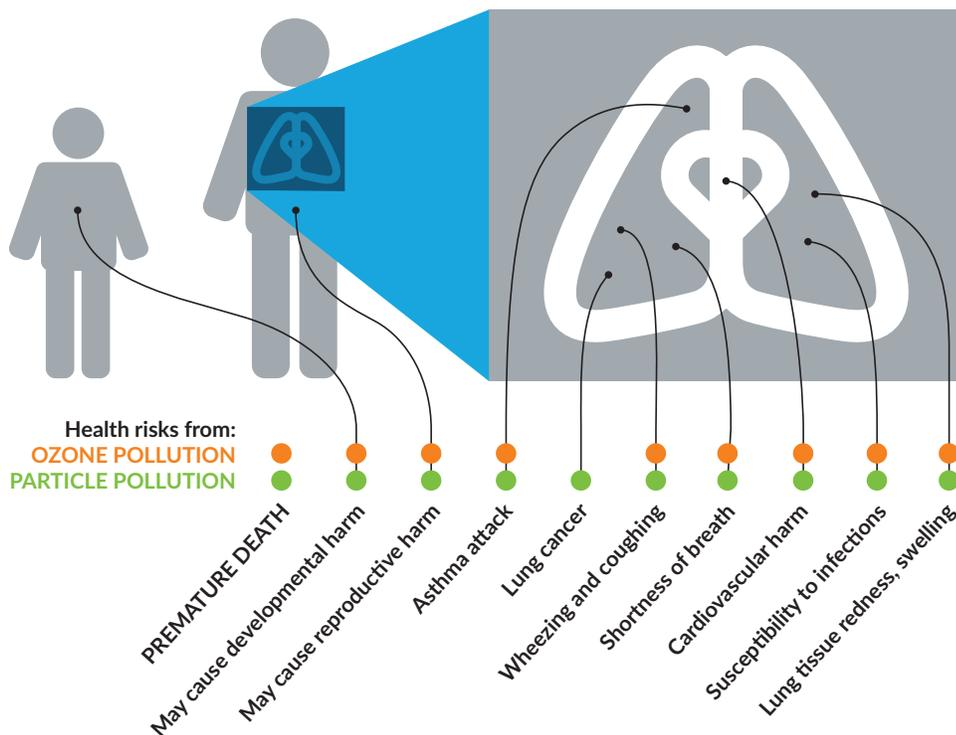 Health risks from:
OZONE POLLUTION
PARTICLE POLLUTION
PREMATURE DEATH
May cause developmental harm
May cause reproductive harm
Asthma attack
Lung cancer
Wheezing and coughing
Shortness of breath
Cardiovascular harm
Susceptibility to infections
Lung tissue redness, swelling